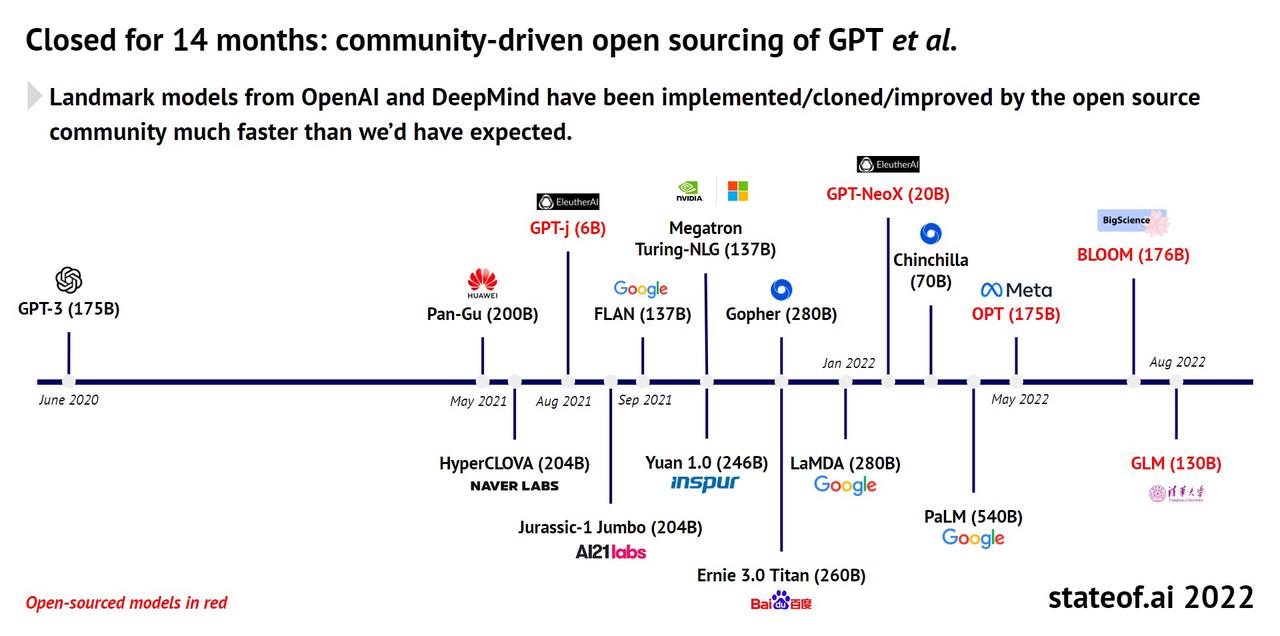 Closed for 14 months: community-driven open sourcing of GPT et al.
Landmark models from OpenAI and DeepMind have been implemented/cloned/improved by the open source
community much faster than we’d have expected.
GPT-3 (175B)
June 2020
HUAWEI
Pan-Gu (200B)
May 2021
HyperCLOVA (204B)
NAVER LABS
EleutherAI
GPT-j (6B)
Aug 2021
Jurassic-1 Jumbo (204B)
AI21labs
Google
FLAN (137B)
Sep 2021
NVIDIA
Megatron
Turing-NLG (137B)
Yuan 1.0 (246B)
inspur
Gopher (280B)
Ernie 3.0 Titan (260B)
Baidu百度
Jan 2022
LaMDA (280B)
Google
EleutherAI
GPT-NeoX (20B)
Chinchilla
(70B)
PaLM (540B)
Google
Meta
OPT (175B)
May 2022
BigScience
BLOOM (176B)
Aug 2022
GLM (130B)
清华大学
Open-sourced models in red
stateof.ai 2022